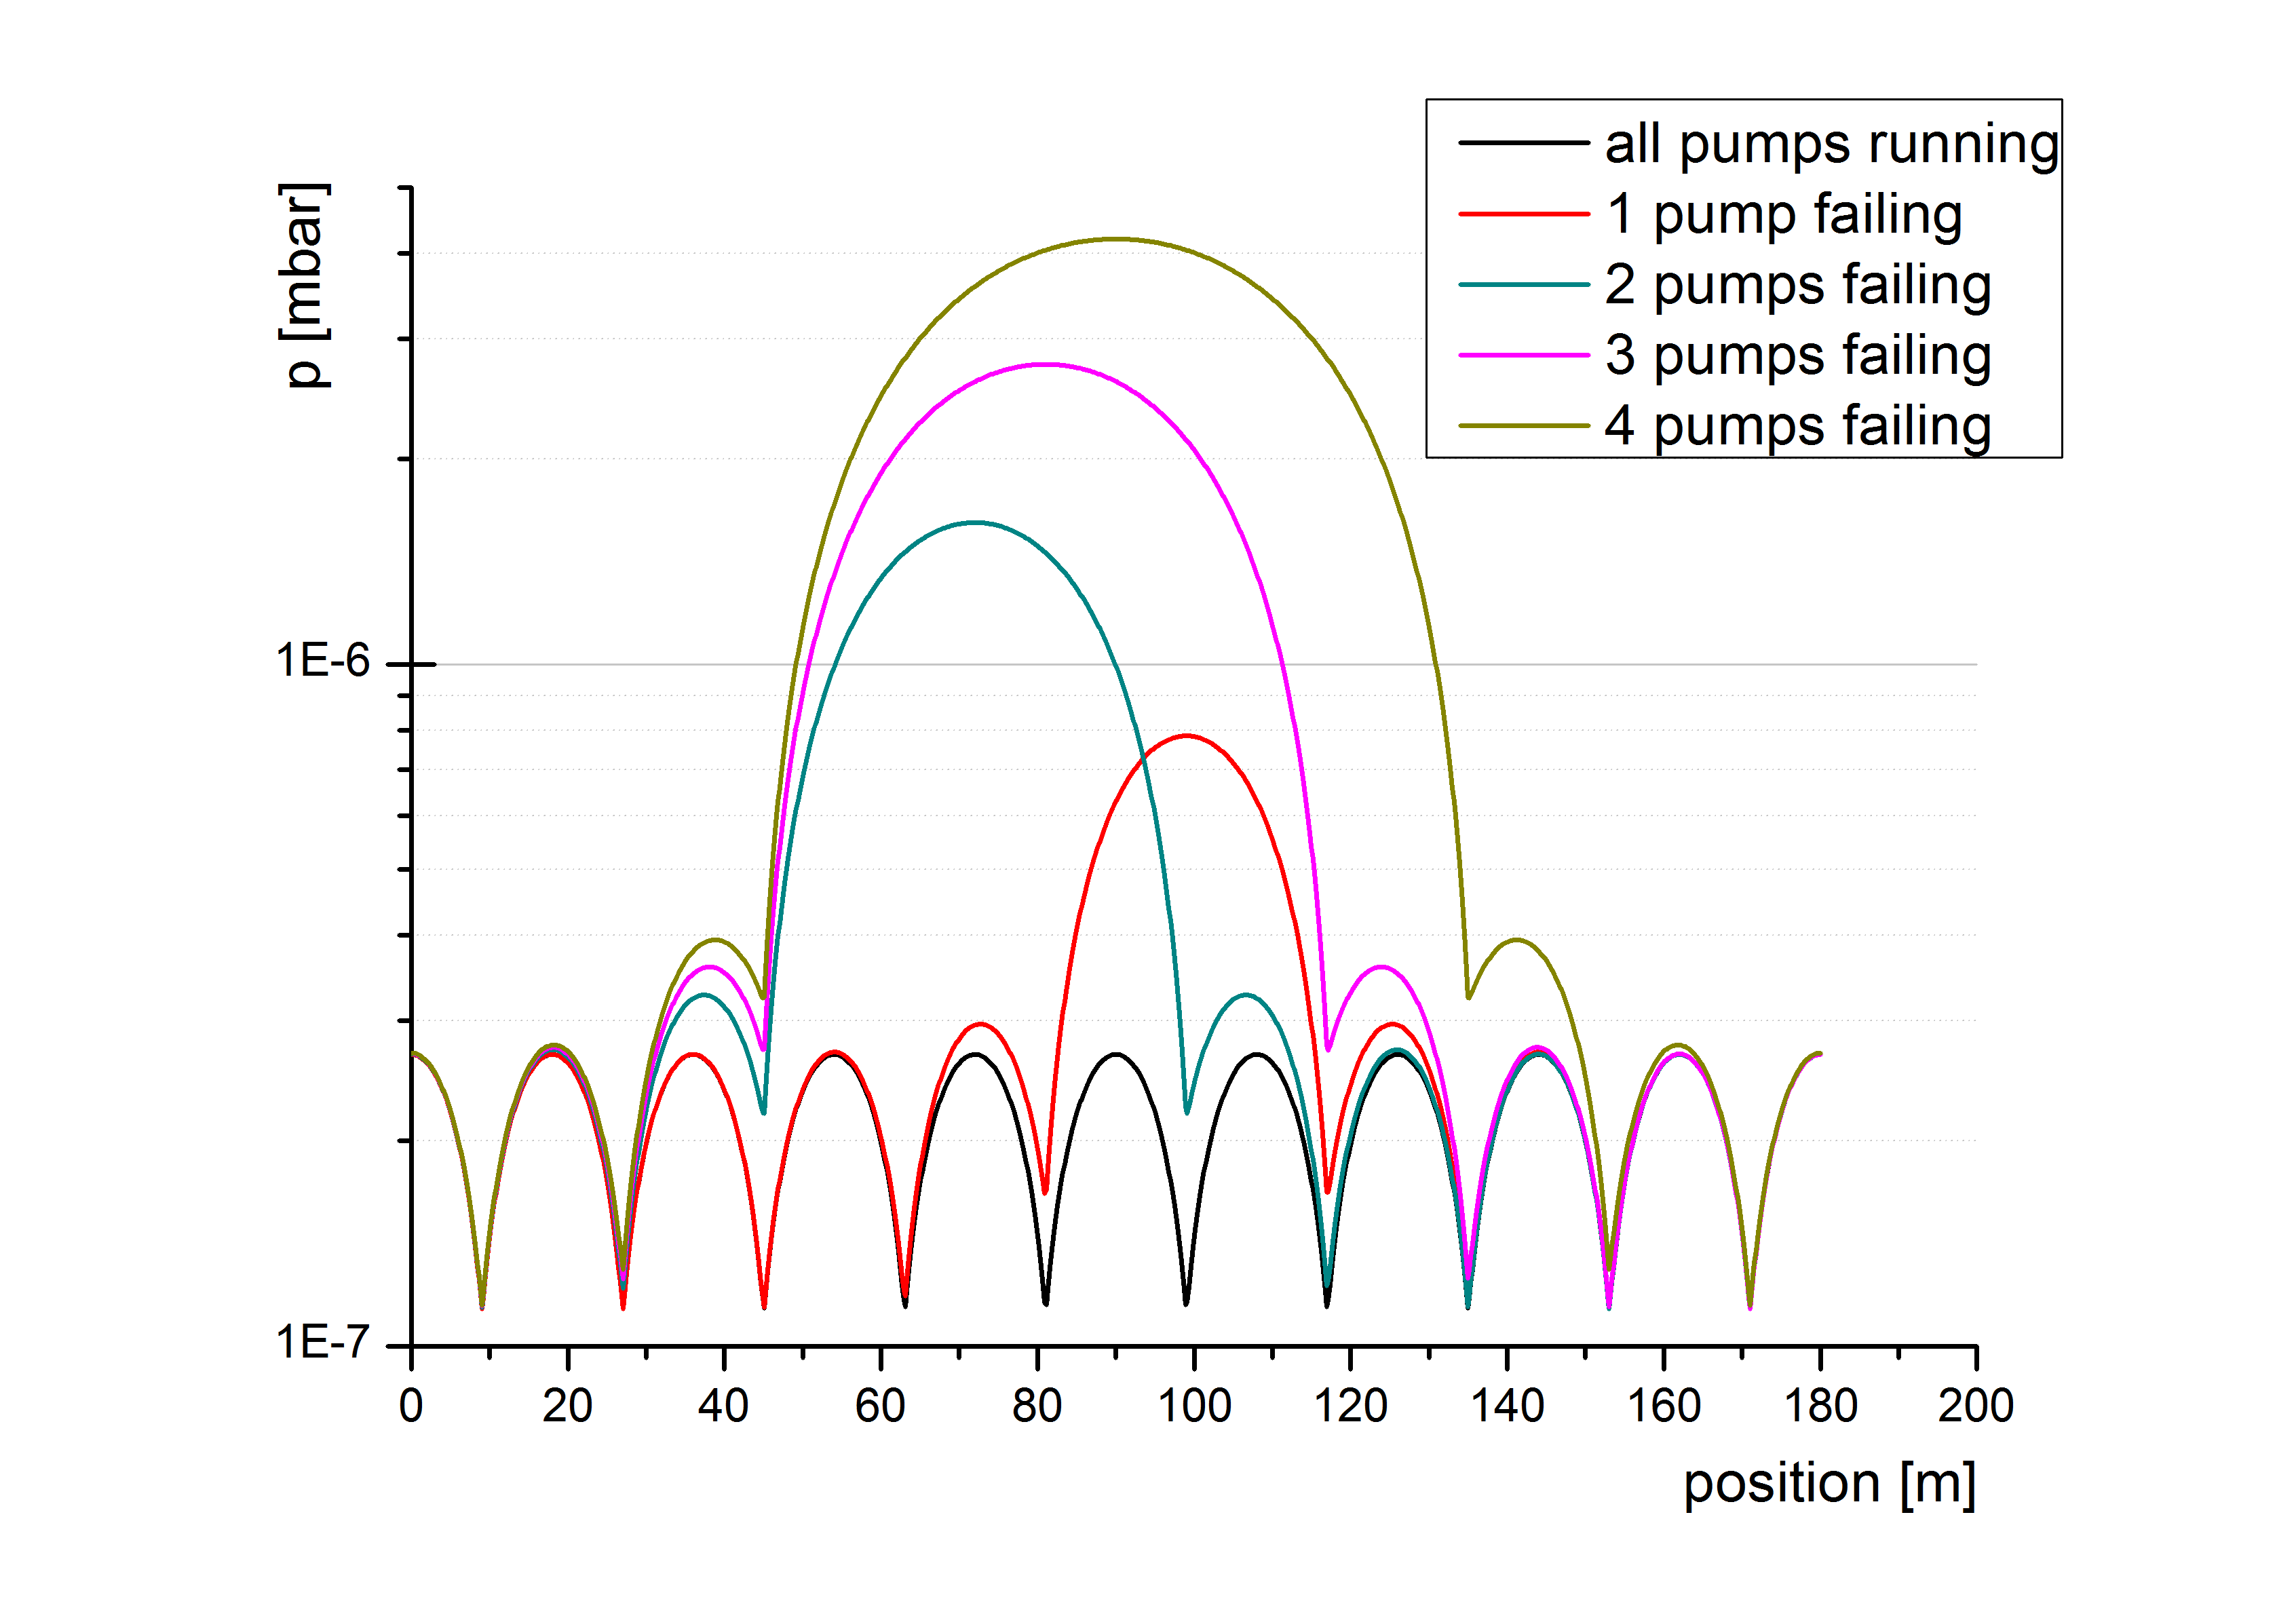 all pumps running
1 pump failing
2 pumps failing
3 pumps failing
4 pumps failing
p [mbar]
1E-6
1E-7
0 20 40 60 80 100 120 140 160 180 200
position [m]